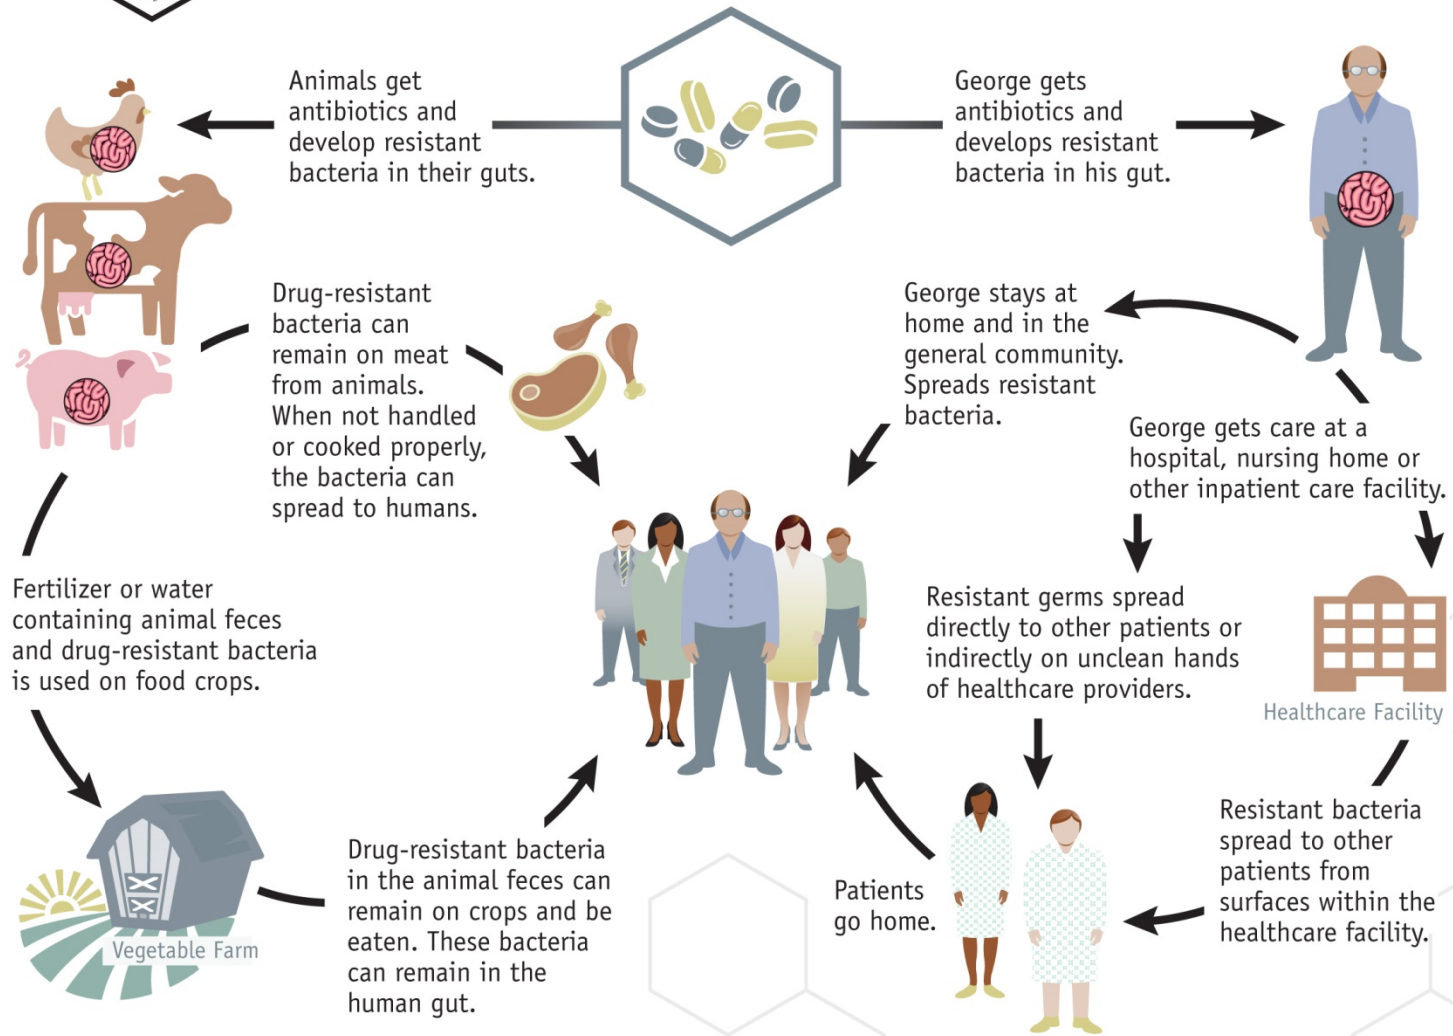 Animals get
antibiotics and
develop resistant
bacteria in their guts.
George gets
antibiotics and
develops resistant
bacteria in his gut.
Drug-resistant
bacteria can
remain on meat
from animals.
When not handled
or cooked properly,
the bacteria can
spread to humans.
George stays at
home and in the
general community.
Spreads resistant
bacteria.
George gets care at a
hospital, nursing home or
other inpatient care facility.
Fertilizer or water
containing animal feces
and drug-resistant bacteria
is used on food crops.
Resistant germs spread
directly to other patients or
indirectly on unclean hands
of healthcare providers.
Healthcare Facility
Vegetable Farm
Drug-resistant bacteria
in the animal feces can
remain on crops and be
eaten. These bacteria
can remain in the
human gut.
Patients
go home.
Resistant bacteria
spread to other
patients from
surfaces within the
healthcare facility.